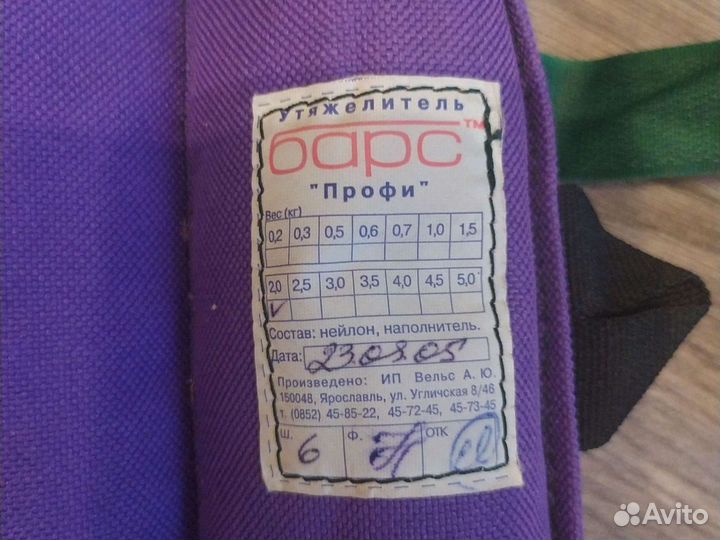 Утяжелитель
барс™
"Профи"
Вес (кг)
0,2 0,3 0,5 0,6 0,7 1,0 1,5
2,0 2,5 3,0 3,5 4,0 4,5 5,0
Состав: нейлон, наполнитель.
Дата: 230805
Произведено: ИП Вельс А. Ю.
150048, Ярославль, ул. Угличская 8/46
т. (0852) 45-85-22, 45-72-45, 45-73-45
Ш. 6 Ф. ОТК
Avito